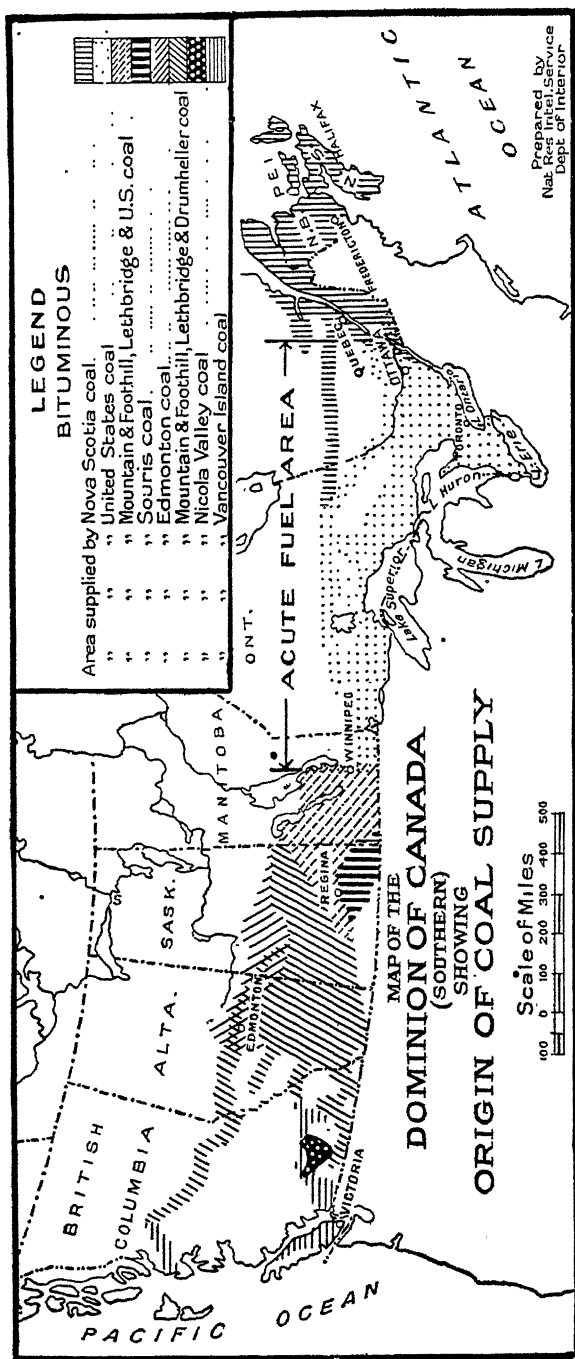 LEGEND
BITUMINOUS
Area supplied by Nova Scotia coal
„ „ United States coal
„ „ Mountain & Foothill, Lethbridge & U.S. coal
„ „ Souris coal
„ „ Edmonton coal
„ „ Mountain & Foothill, Lethbridge & Drumheller coal
„ „ Nicola Valley coal
„ „ Vancouver Island coal
BRITISH
COLUMBIA
ALTA.
SASK.
MANITOBA
ONT.
ACUTE FUEL AREA
EDMONTON
REGINA
WINNIPEG
VICTORIA
QUEBEC
OTTAWA
TORONTO
FREDERICTON
HALIFAX
N.B.
P E I
N S
Lake Superior
L Michigan
L Huron
L. Erie
L. Ontario
PACIFIC OCEAN
ATLANTIC
OCEAN
MAP OF THE
DOMINION OF CANADA
(SOUTHERN)
SHOWING
ORIGIN OF COAL SUPPLY
Scale of Miles
100 0 100 200 300 400 500
Prepared by
Nat Res Intel. Service
Dept of Interior